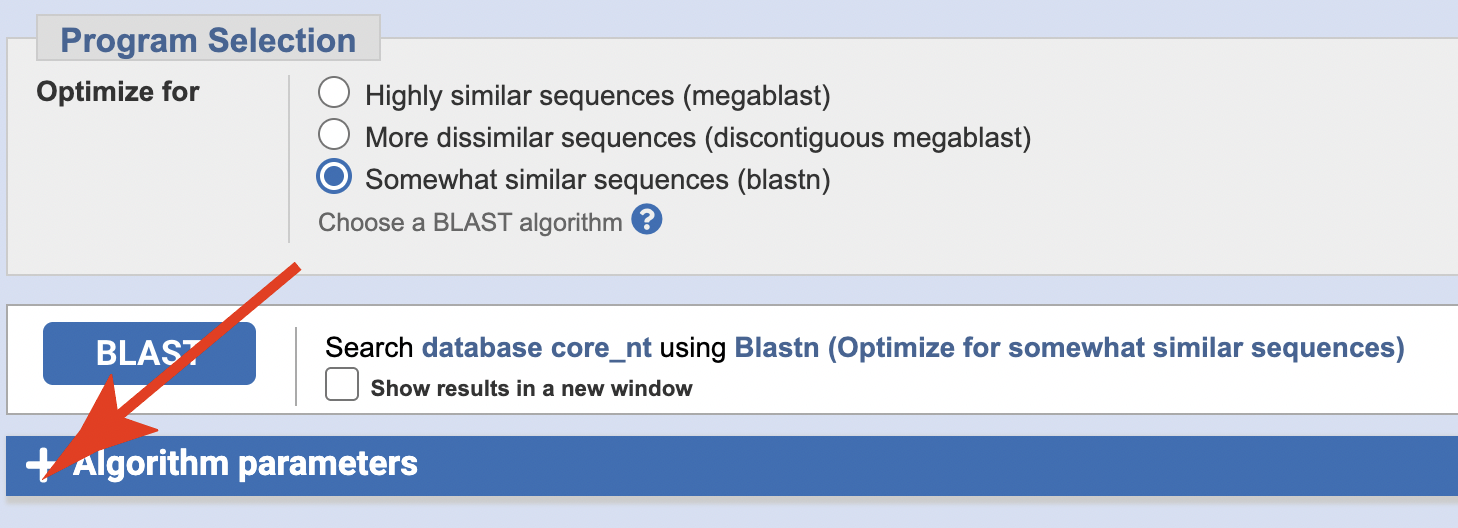 Program Selection
Optimize for
Highly similar sequences (megablast)
More dissimilar sequences (discontiguous megablast)
Somewhat similar sequences (blastn)
Choose a BLAST algorithm ?
BLAST
Search database core_nt using Blastn (Optimize for somewhat similar sequences)
Show results in a new window
+ Algorithm parameters